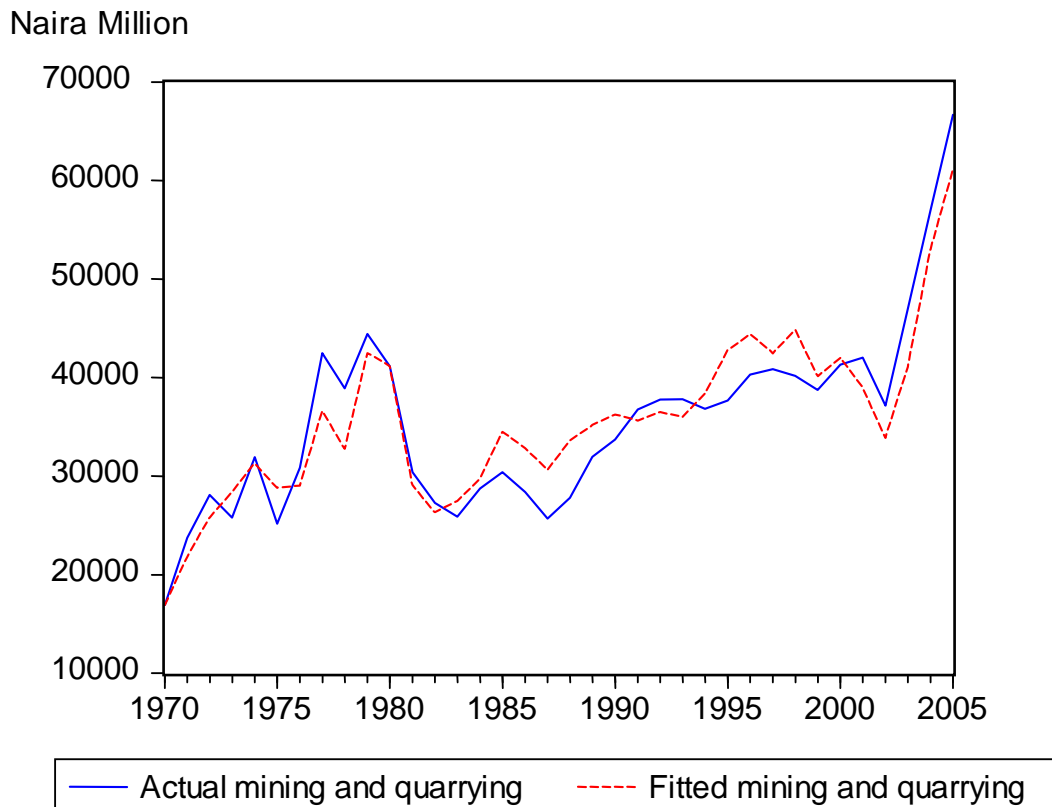 Naira Million
70000
60000
50000
40000
30000
20000
10000
1970 1975 1980 1985 1990 1995 2000 2005
Actual mining and quarrying Fitted mining and quarrying